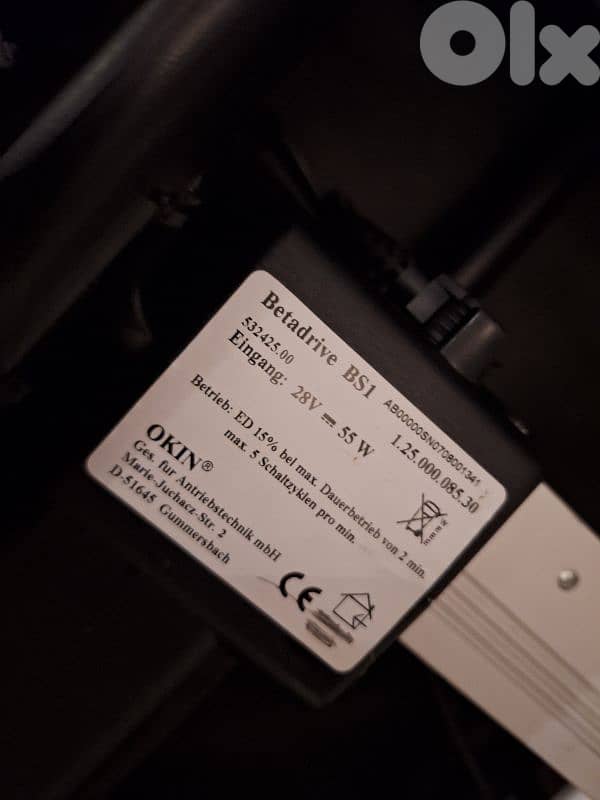 Olx
Betadrive BS1
532425.00
AB00000SN0708001341
Eingang: 28V 55 W
1.25.000.085.30
Betrieb: ED 15% bei max. Dauerbetrieb von 2 min.
max. 5 Schaltzyklen pro min.
OKIN®
Ges. für Antriebstechnik mbH
Marie-Juchacz-Str. 2
D-51645 Gummersbach
CE